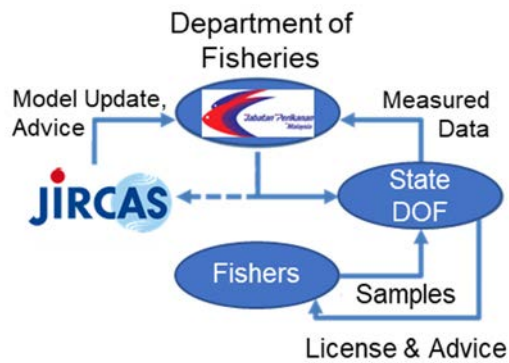 Department of
Fisheries
Model Update,
Advice
Jabatan Perikanan
Malaysia
Measured
Data
JIRCAS
State
DOF
Fishers
Samples
License & Advice